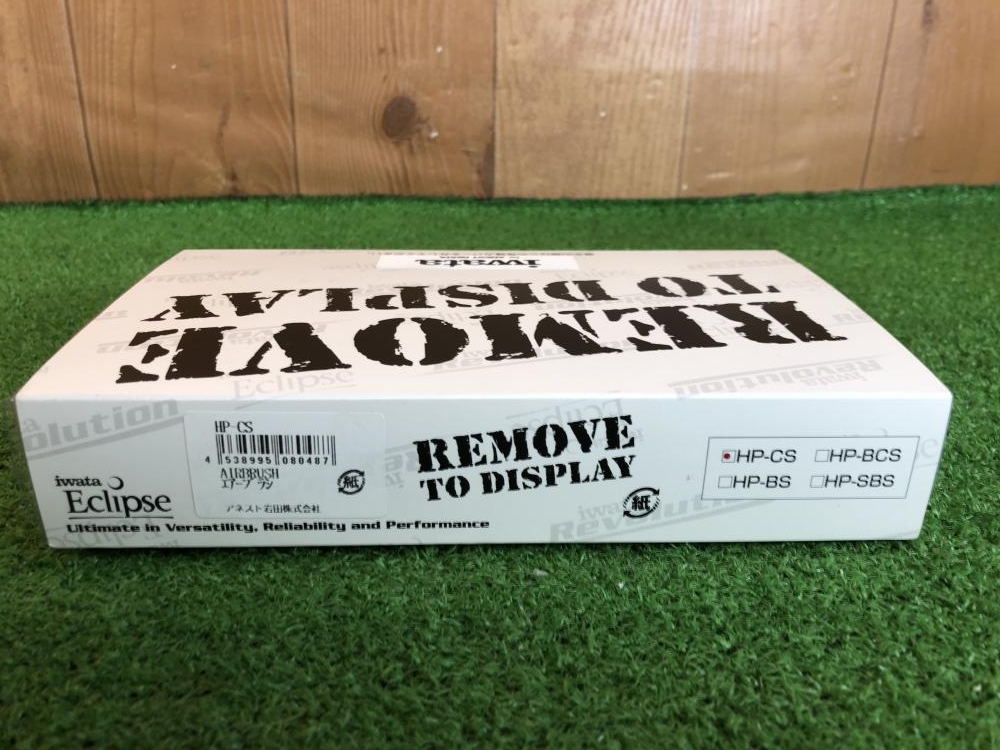 iwata
REMOVE
TO DISPLAY
Eclipse
iwata
Revolution
HP-CS
4 538995 080487
AIRBRUSH
エアーブラシ
アネスト岩田株式会社
紙
iwata
Eclipse
Ultimate in Versatility, Reliability and Performance
REMOVE
TO DISPLAY
紙
HP-CS
HP-BCS
HP-BS
HP-SBS
iwata
Revolution